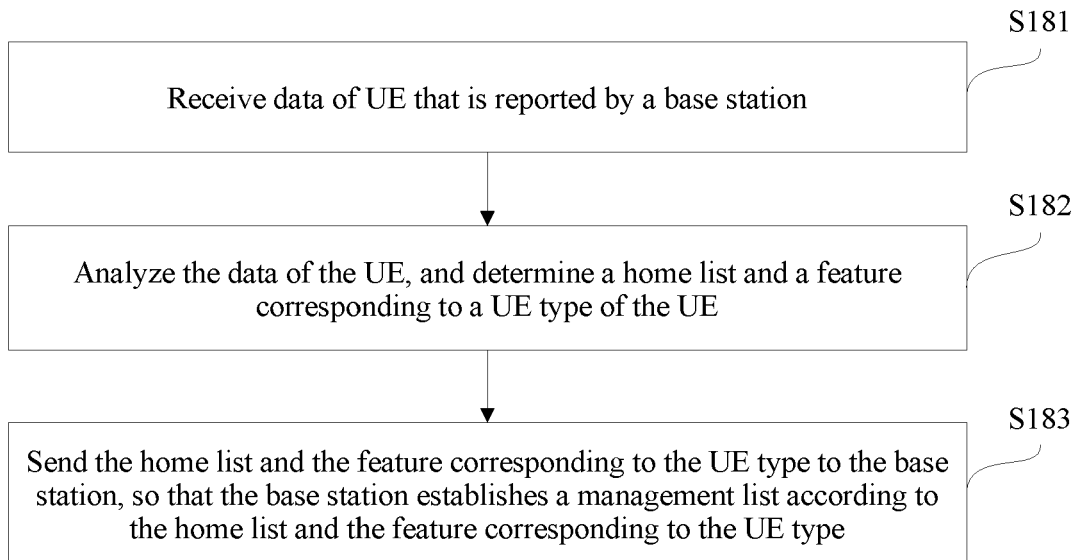 S181
Receive data of UE that is reported by a base station
S182
Analyze the data of the UE, and determine a home list and a feature
corresponding to a UE type of the UE
S183
Send the home list and the feature corresponding to the UE type to the base
station, so that the base station establishes a management list according to
the home list and the feature corresponding to the UE type